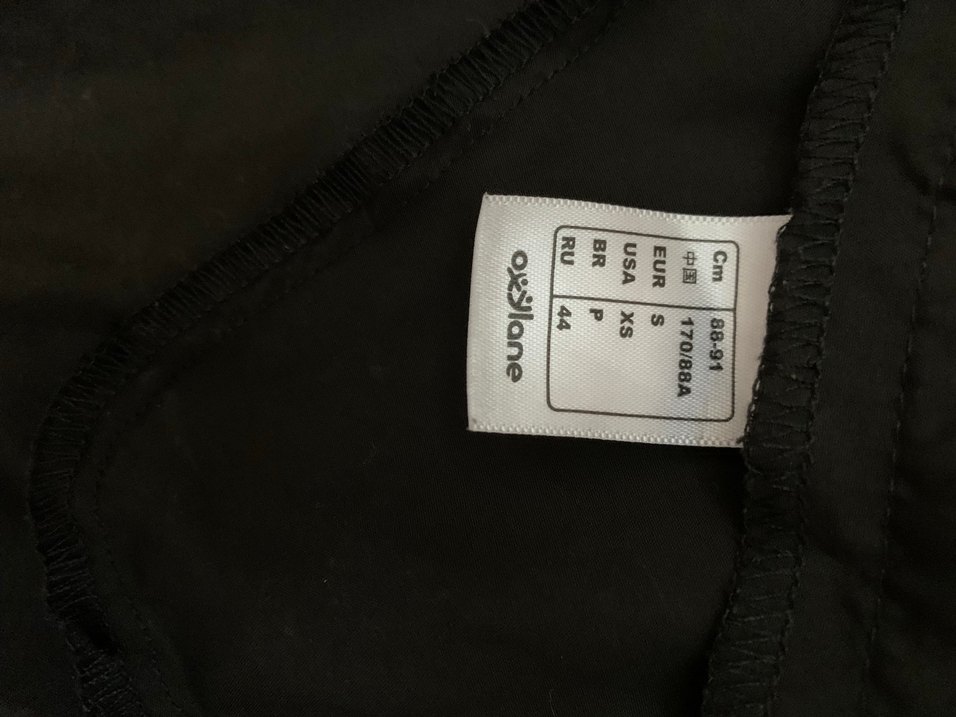 Cm 88-91
中国 170/88A
EUR S
USA XS
BR P
RU 44
oxylane